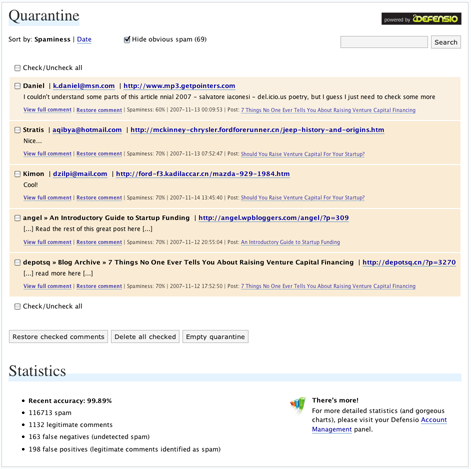 Quarantine
powered by DEFENSIO
Sort by: Spaminess | Date
Hide obvious spam (69)
Search
Check/Uncheck all
Daniel | k.daniel@msn.com | http://www.mp3.getpointers.com
I couldn't understand some parts of this article nnial 2007 - salvatore iaconesi - del.icio.us poetry, but I guess I just need to check some more
View full comment | Restore comment | Spaminess: 60% | 2007-11-13 00:09:53 | Post: 7 Things No One Ever Tells You About Raising Venture Capital Financing
Stratis | aqibya@hotmail.com | http://mckinney-chrysler.fordforerunner.cn/jeep-history-and-origins.htm
Nice...
View full comment | Restore comment | Spaminess: 70% | 2007-11-13 07:52:47 | Post: Should You Raise Venture Capital For Your Startup?
Kimon | dzilpi@mail.com | http://ford-f3.kadilaccar.cn/mazda-929-1984.htm
Cool!
View full comment | Restore comment | Spaminess: 70% | 2007-11-14 13:45:40 | Post: Should You Raise Venture Capital For Your Startup?
angel » An Introductory Guide to Startup Funding | http://angel.wpbloggers.com/angel/?p=309
[...] Read the rest of this great post here [...]
View full comment | Restore comment | Spaminess: 70% | 2007-11-12 20:55:04 | Post: An Introductory Guide to Startup Funding
depotsq » Blog Archive » 7 Things No One Ever Tells You About Raising Venture Capital Financing | http://depotsq.cn/?p=3270
[...] read more here [...]
View full comment | Restore comment | Spaminess: 70% | 2007-11-12 17:52:50 | Post: 7 Things No One Ever Tells You About Raising Venture Capital Financing
Check/Uncheck all
Restore checked comments
Delete all checked
Empty quarantine
Statistics
Recent accuracy: 99.89%
116713 spam
1132 legitimate comments
163 false negatives (undetected spam)
198 false positives (legitimate comments identified as spam)
There's more!
For more detailed statistics (and gorgeous
charts), please visit your Defensio Account
Management panel.